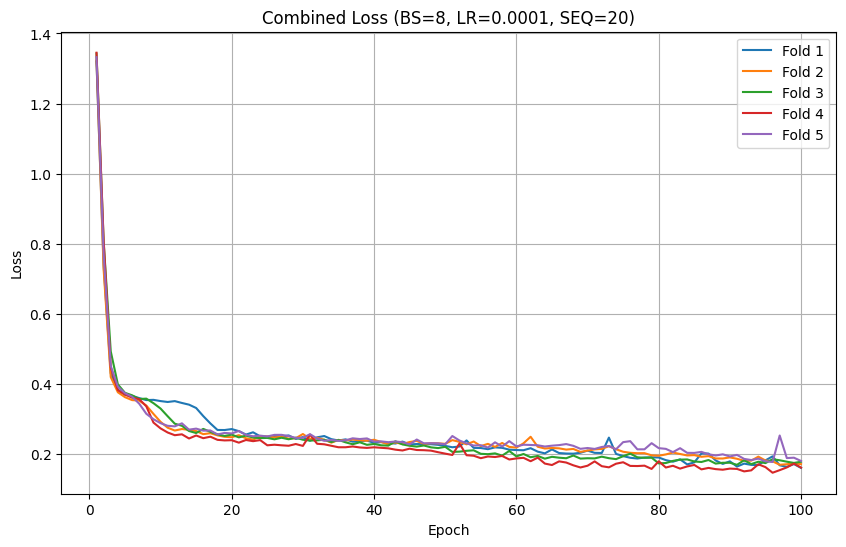 Combined Loss (BS=8, LR=0.0001, SEQ=20)
1.4
1.2
1.0
0.8
0.6
0.4
0.2
Loss
Fold 1
Fold 2
Fold 3
Fold 4
Fold 5
0 20 40 60 80 100
Epoch